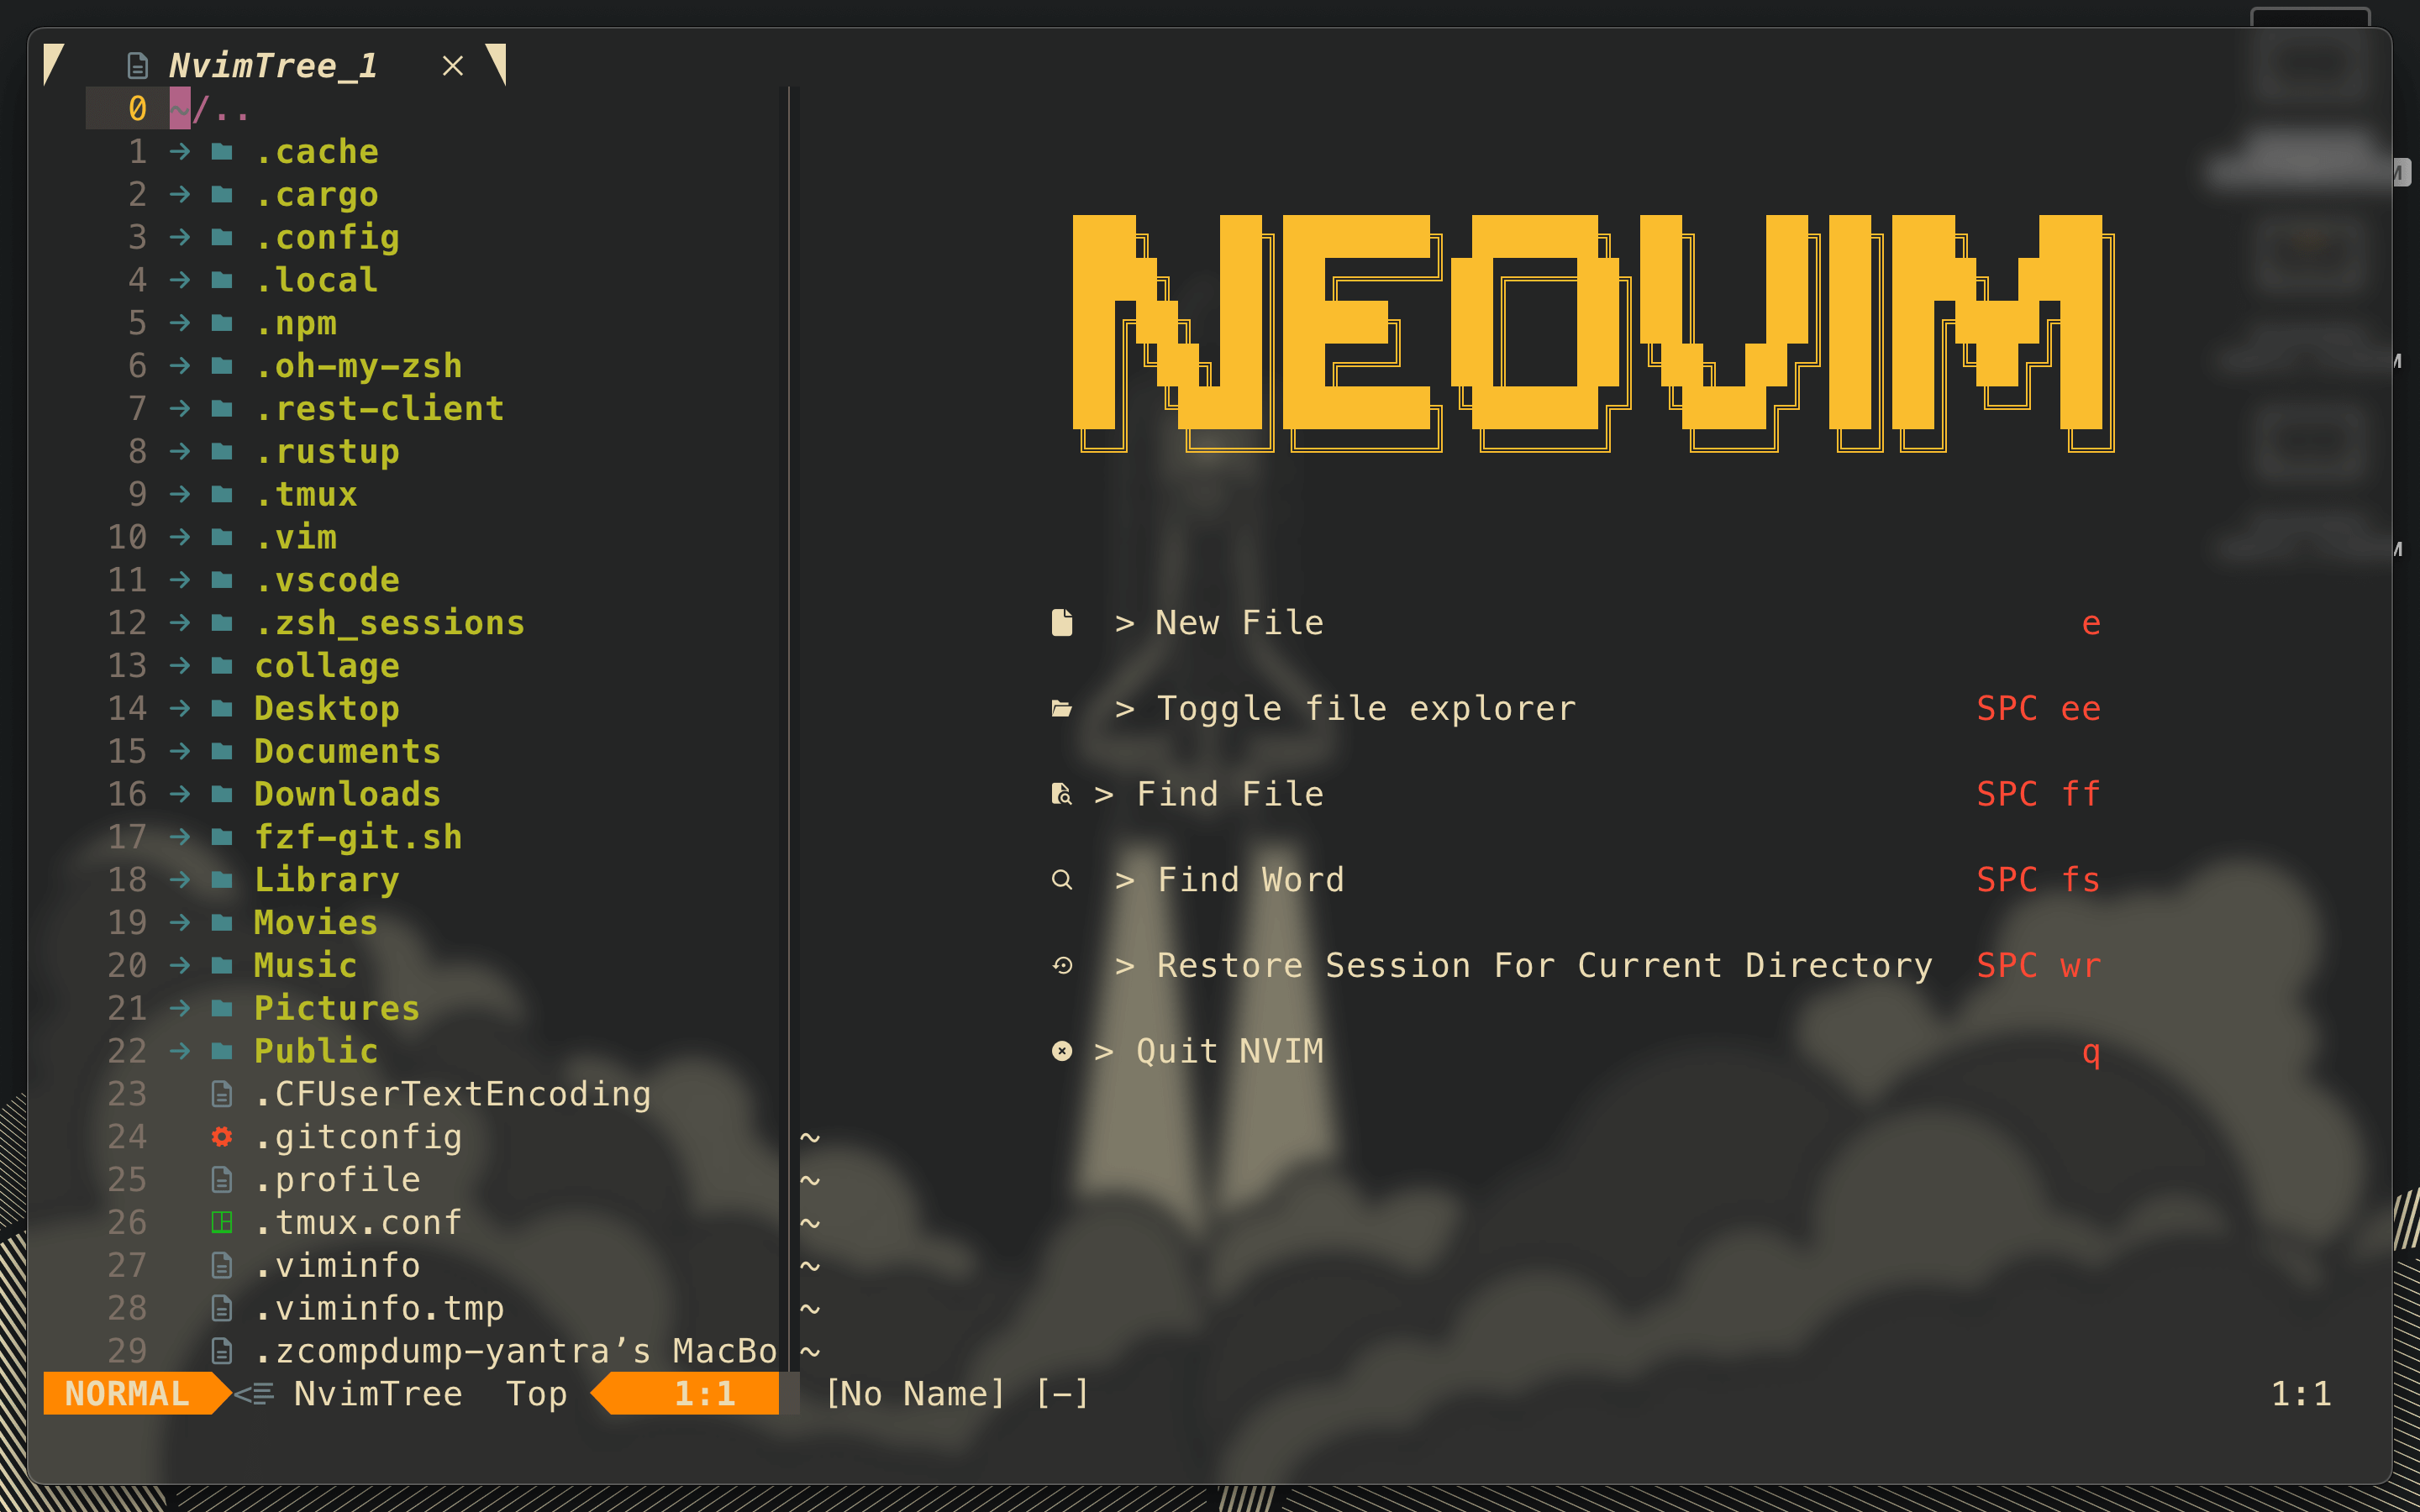 NvimTree_1
0 ~/..
1 .cache
2 .cargo
3 .config
4 .local
5 .npm
6 .oh-my-zsh
7 .rest-client
8 .rustup
9 .tmux
10 .vim
11 .vscode
12 .zsh_sessions
13 collage
14 Desktop
15 Documents
16 Downloads
17 fzf-git.sh
18 Library
19 Movies
20 Music
21 Pictures
22 Public
23 .CFUserTextEncoding
24 .gitconfig
25 .profile
26 .tmux.conf
27 .viminfo
28 .viminfo.tmp
29 .zcompdump-yantra’s MacBo
NEOVIM
> New File e
> Toggle file explorer SPC ee
> Find File SPC ff
> Find Word SPC fs
> Restore Session For Current Directory SPC wr
> Quit NVIM q
~
~
~
~
~
~
NORMAL < NvimTree Top 1:1 [No Name] [-] 1:1